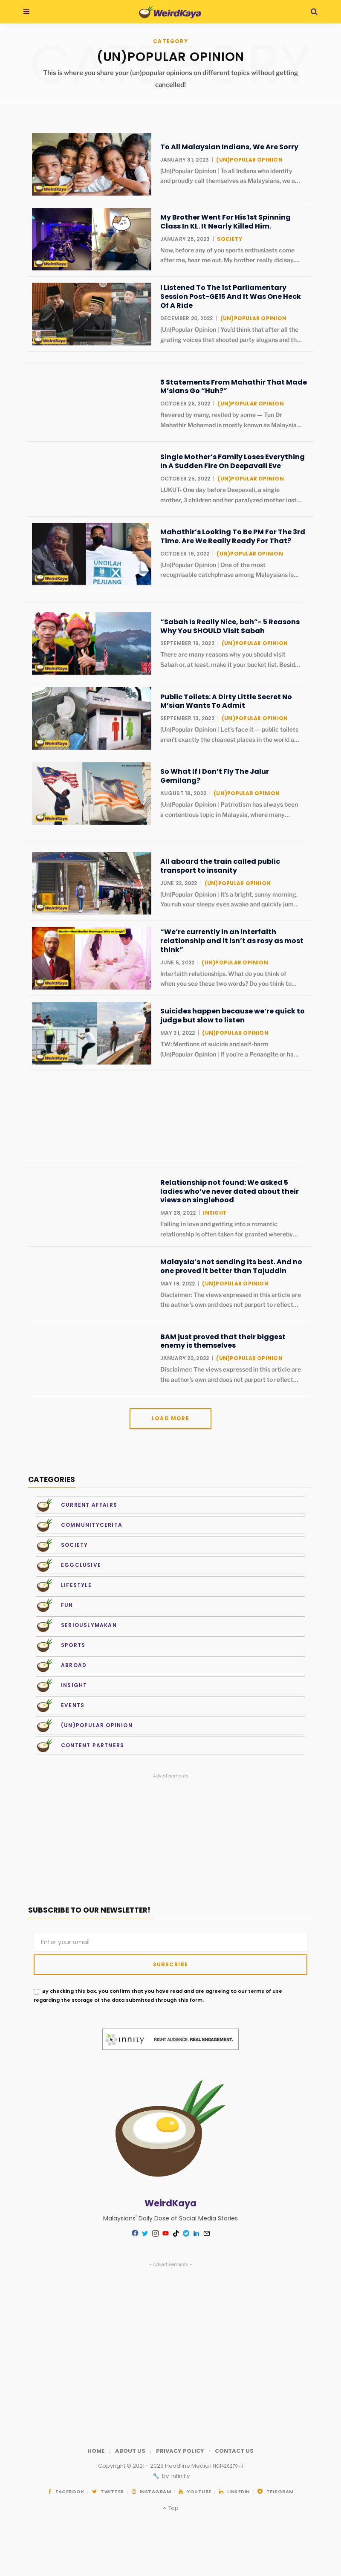 WeirdKaya
CATEGORY
(UN)POPULAR OPINION
This is where you share your (un)popular opinions on different topics without getting
cancelled!
To All Malaysian Indians, We Are Sorry
JANUARY 31, 2023 | (UN)POPULAR OPINION
(Un)Popular Opinion | To all Indians who identify
and proudly call themselves as Malaysians, we a...
My Brother Went For His 1st Spinning
Class In KL. It Nearly Killed Him.
JANUARY 25, 2023 | SOCIETY
Now, before any of you sports enthusiasts come
after me, hear me out. My brother really did say,...
I Listened To The 1st Parliamentary
Session Post-GE15 And It Was One Heck
Of A Ride
DECEMBER 20, 2022 | (UN)POPULAR OPINION
(Un)Popular Opinion | You'd think that after all the
grating voices that shouted party slogans and th...
5 Statements From Mahathir That Made
M'sians Go “Huh?”
OCTOBER 28, 2022 | (UN)POPULAR OPINION
Revered by many, reviled by some — Tun Dr
Mahathir Mohamad is mostly known as Malaysia...
Single Mother's Family Loses Everything
In A Sudden Fire On Deepavali Eve
OCTOBER 25, 2022 | (UN)POPULAR OPINION
LUKUT- One day before Deepavali, a single
mother, 3 children and her paralyzed mother lost...
Mahathir's Looking To Be PM For The 3rd
Time. Are We Really Ready For That?
OCTOBER 19, 2022 | (UN)POPULAR OPINION
(Un)Popular Opinion | One of the most
recognisable catchphrase among Malaysians is...
UNDILAH
PEJUANG
“Sabah Is Really Nice, bah”- 5 Reasons
Why You SHOULD Visit Sabah
SEPTEMBER 16, 2022 | (UN)POPULAR OPINION
There are many reasons why you should visit
Sabah or, at least, make it your bucket list. Besid...
Public Toilets: A Dirty Little Secret No
M'sian Wants To Admit
SEPTEMBER 13, 2022 | (UN)POPULAR OPINION
(Un)Popular Opinion | Let's face it — public toilets
aren't exactly the cleanest places in the world a...
So What If I Don't Fly The Jalur
Gemilang?
AUGUST 18, 2022 | (UN)POPULAR OPINION
(Un)Popular Opinion | Patriotism has always been
a contentious topic in Malaysia, where many...
All aboard the train called public
transport to insanity
JUNE 22, 2022 | (UN)POPULAR OPINION
(Un)Popular Opinion | It's a bright, sunny morning.
You rub your sleepy eyes awake and quickly jum...
“We're currently in an interfaith
relationship and it isn't as rosy as most
think”
JUNE 5, 2022 | (UN)POPULAR OPINION
Interfaith relationships. What do you think of
when you see these two words? Do you think to...
Suicides happen because we're quick to
judge but slow to listen
MAY 31, 2022 | (UN)POPULAR OPINION
TW: Mentions of suicide and self-harm
(Un)Popular Opinion | If you're a Penangite or ha...
Relationship not found: We asked 5
ladies who've never dated about their
views on singlehood
MAY 28, 2022 | INSIGHT
Falling in love and getting into a romantic
relationship is often taken for granted whereby...
Malaysia's not sending its best. And no
one proved it better than Tajuddin
MAY 19, 2022 | (UN)POPULAR OPINION
Disclaimer: The views expressed in this article are
the author's own and does not purport to reflect...
BAM just proved that their biggest
enemy is themselves
JANUARY 22, 2022 | (UN)POPULAR OPINION
Disclaimer: The views expressed in this article are
the author's own and does not purport to reflect...
LOAD MORE
CATEGORIES
CURRENT AFFAIRS
COMMUNITYCERITA
SOCIETY
EGGCLUSIVE
LIFESTYLE
FUN
SERIOUSLYMAKAN
SPORTS
ABROAD
INSIGHT
EVENTS
(UN)POPULAR OPINION
CONTENT PARTNERS
- Advertisements -
SUBSCRIBE TO OUR NEWSLETTER!
Enter your email
SUBSCRIBE
By checking this box, you confirm that you have read and are agreeing to our terms of use
regarding the storage of the data submitted through this form.
innity RIGHT AUDIENCE. REAL ENGAGEMENT.
WeirdKaya
Malaysians' Daily Dose of Social Media Stories
- Advertisements -
HOME / ABOUT US / PRIVACY POLICY / CONTACT US
by Infinitly
FACEBOOK TWITTER INSTAGRAM YOUTUBE LINKEDIN TELEGRAM
Top